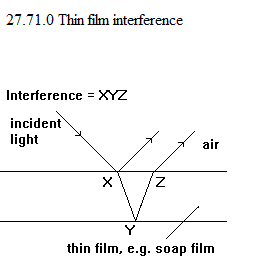 27.71.0 Thin film interference
Interference = XYZ
incident
light
air
X
Z
Y
thin film, e.g. soap film